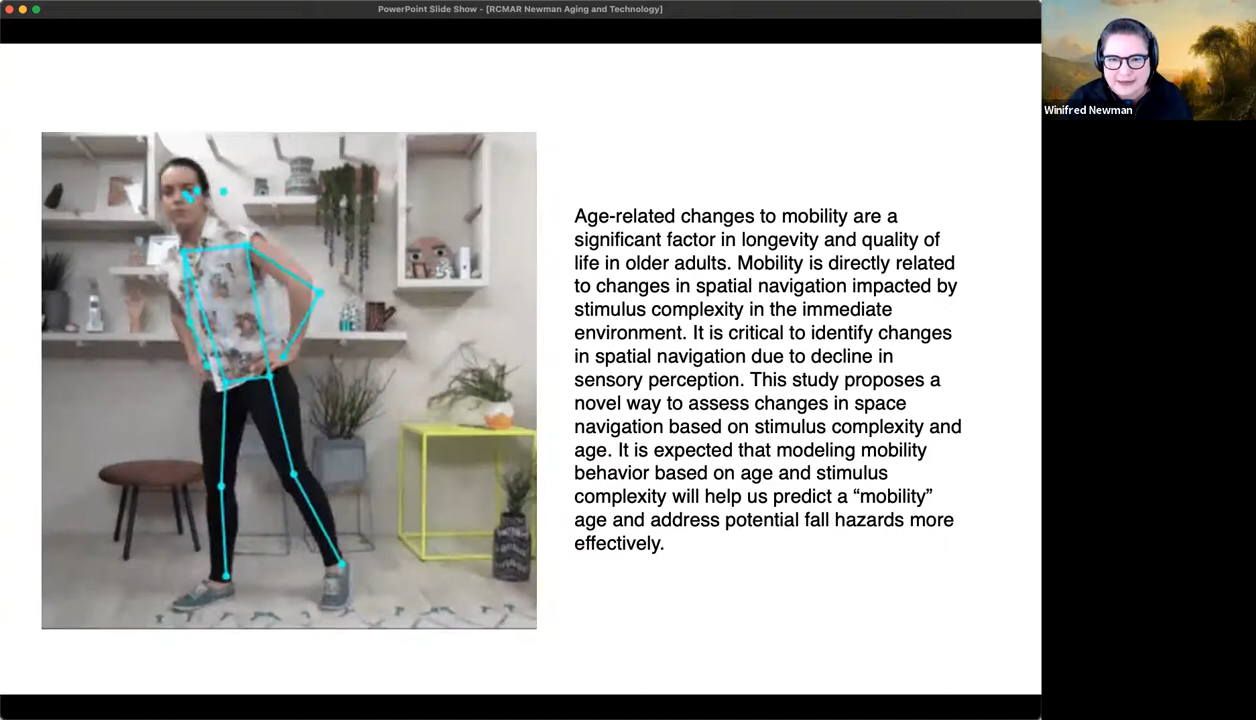 PowerPoint Slide Show - [RCMAR Newman Aging and Technology]
Winifred Newman
Age-related changes to mobility are a
significant factor in longevity and quality of
life in older adults. Mobility is directly related
to changes in spatial navigation impacted by
stimulus complexity in the immediate
environment. It is critical to identify changes
in spatial navigation due to decline in
sensory perception. This study proposes a
novel way to assess changes in space
navigation based on stimulus complexity and
age. It is expected that modeling mobility
behavior based on age and stimulus
complexity will help us predict a “mobility”
age and address potential fall hazards more
effectively.